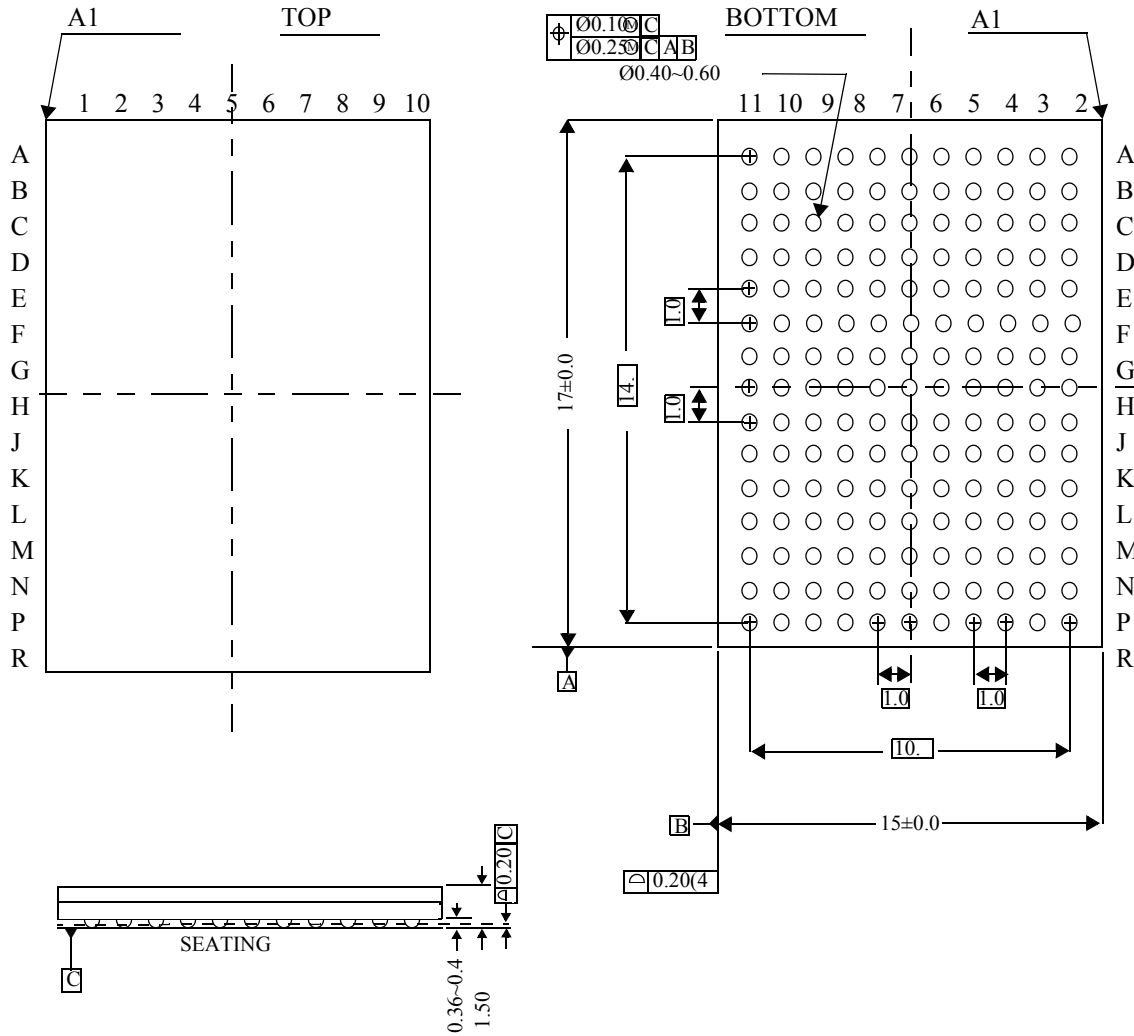 A1 TOP
Ø0.10Ⓜ C
Ø0.25Ⓜ C A B
BOTTOM A1
Ø0.40~0.60
1 2 3 4 5 6 7 8 9 10
11 10 9 8 7 6 5 4 3 2
A
B
C
D
E
F
G
H
J
K
L
M
N
P
R
17±0.0
14.
1.0
1.0
A
B
C
D
E
F
G
H
J
K
L
M
N
P
R
A
1.0 1.0
10.
B 15±0.0
0.20(4
0.20 C
SEATING
C
0.36~0.4
1.50